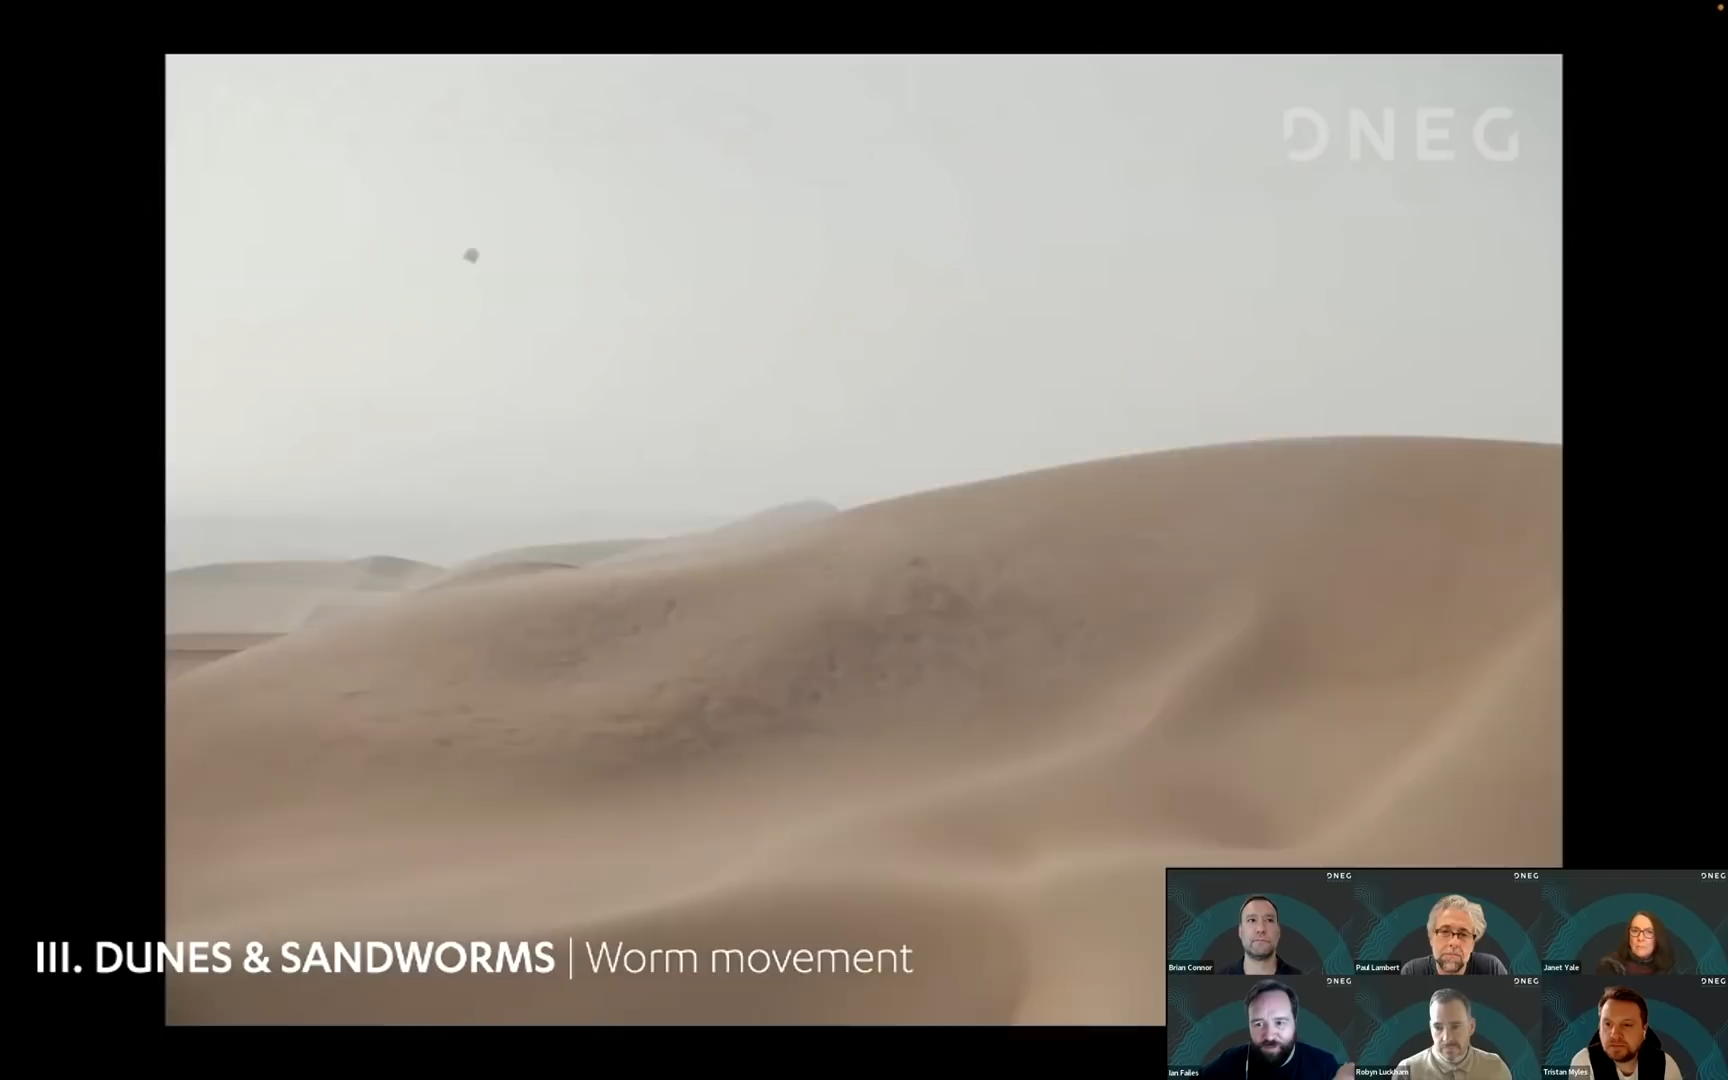 DNEG
III. DUNES & SANDWORMS | Worm movement
DNEG
DNEG
DNEG
Brian Connor
Paul Lambert
Janet Yale
DNEG
DNEG
DNEG
Ian Failes
Robyn Luckham
Tristan Myles